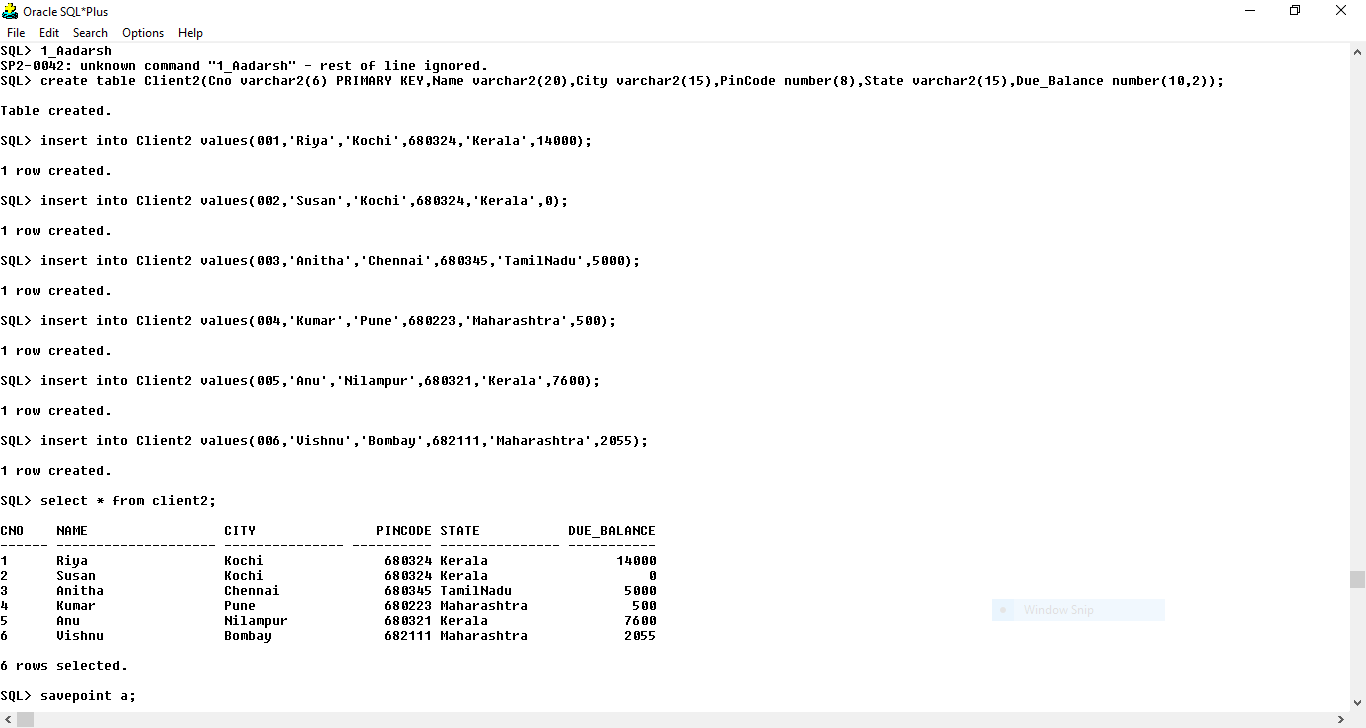 Oracle SQL*Plus
File Edit Search Options Help
SQL> 1_Aadarsh
SP2-0042: unknown command "1_Aadarsh" - rest of line ignored.
SQL> create table Client2(Cno varchar2(6) PRIMARY KEY,Name varchar2(20),City varchar2(15),PinCode number(8),State varchar2(15),Due_Balance number(10,2));
Table created.
SQL> insert into Client2 values(001,'Riya','Kochi',680324,'Kerala',14000);
1 row created.
SQL> insert into Client2 values(002,'Susan','Kochi',680324,'Kerala',0);
1 row created.
SQL> insert into Client2 values(003,'Anitha','Chennai',680345,'TamilNadu',5000);
1 row created.
SQL> insert into Client2 values(004,'Kumar','Pune',680223,'Maharashtra',500);
1 row created.
SQL> insert into Client2 values(005,'Anu','Nilampur',680321,'Kerala',7600);
1 row created.
SQL> insert into Client2 values(006,'Vishnu','Bombay',682111,'Maharashtra',2055);
1 row created.
SQL> select * from client2;
CNO NAME CITY PINCODE STATE DUE_BALANCE
------ -------------------- --------------- ---------- --------------- -----------
1 Riya Kochi 680324 Kerala 14000
2 Susan Kochi 680324 Kerala 0
3 Anitha Chennai 680345 TamilNadu 5000
4 Kumar Pune 680223 Maharashtra 500
5 Anu Nilampur 680321 Kerala 7600
6 Vishnu Bombay 682111 Maharashtra 2055
Window Snip
6 rows selected.
SQL> savepoint a;